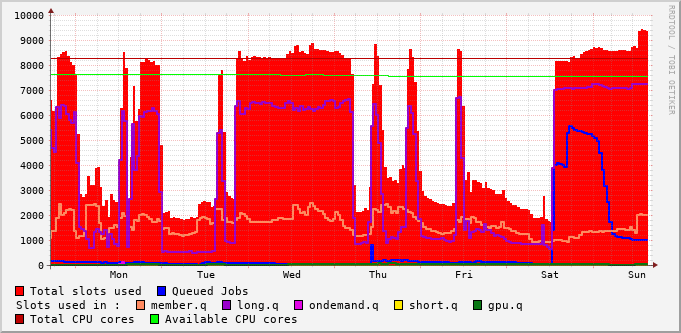 RRDTOOL / TOBI OETIKER
10000
9000
8000
7000
6000
5000
4000
3000
2000
1000
0
Mon Tue Wed Thu Fri Sat Sun
Total slots used Queued Jobs
Slots used in : member.q long.q ondemand.q short.q gpu.q
Total CPU cores Available CPU cores